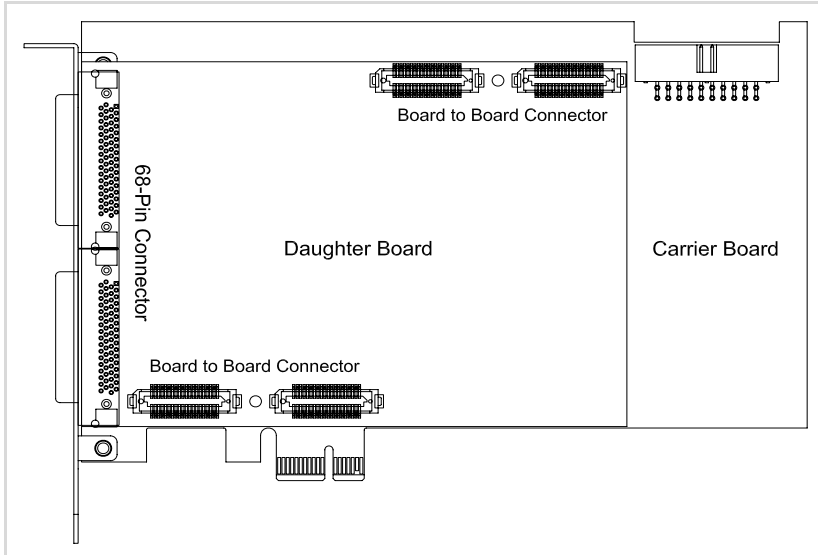 Board to Board Connector
68-Pin Connector
Daughter Board
Carrier Board
Board to Board Connector